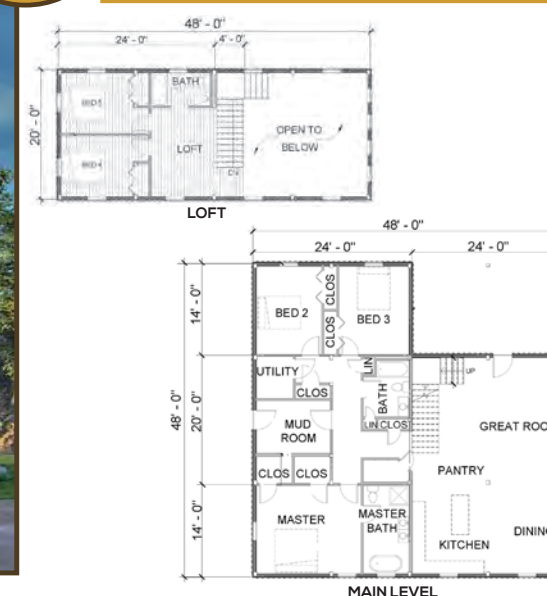 48' - 0"
24' - 0"
4' - 0"
20' - 0"
BATH
LOFT
OPEN TO
BELOW
DN
LOFT
48' - 0"
24' - 0"
24' - 0"
48' - 0"
14' - 0"
20' - 0"
14' - 0"
BED 2
CLOS
CLOS
BED 3
UTILITY
CLOS
LIN
BATH
UP
MUD
ROOM
LIN
CLOS
GREAT ROO
CLOS
CLOS
PANTRY
MASTER
MASTER
BATH
KITCHEN
DINING
MAIN LEVEL